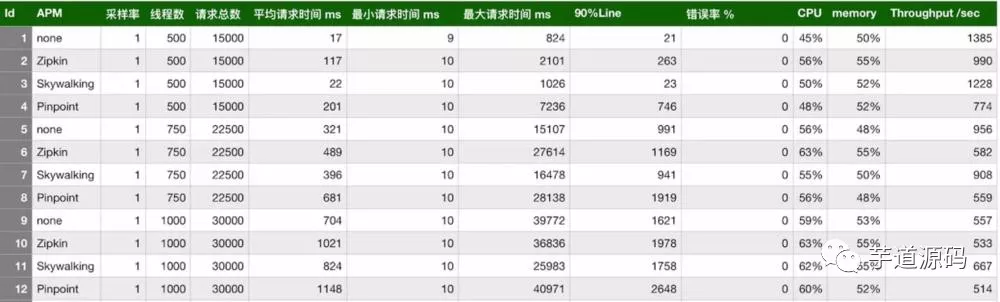 Id APM 采样率 线程数 请求总数 平均请求时间 ms 最小请求时间 ms 最大请求时间 ms 90%Line 错误率 % CPU memory Throughput /sec
1 none 1 500 15000 17 9 824 21 0 45% 50% 1385
2 Zipkin 1 500 15000 117 10 2101 263 0 56% 55% 990
3 Skywalking 1 500 15000 22 10 1026 23 0 50% 52% 1228
4 Pinpoint 1 500 15000 201 10 7236 746 0 48% 52% 774
5 none 1 750 22500 321 10 15107 991 0 56% 48% 956
6 Zipkin 1 750 22500 489 10 27614 1169 0 63% 55% 582
7 Skywalking 1 750 22500 396 10 16478 941 0 55% 50% 908
8 Pinpoint 1 750 22500 681 10 28138 1919 0 56% 48% 559
9 none 1 1000 30000 704 10 39772 1621 0 59% 53% 557
10 Zipkin 1 1000 30000 1021 10 36836 1978 0 63% 55% 533
11 Skywalking 1 1000 30000 824 10 25983 1758 0 62% 55% 667
12 Pinpoint 1 1000 30000 1148 10 40971 2648 0 60% 52% 514
芋道源码